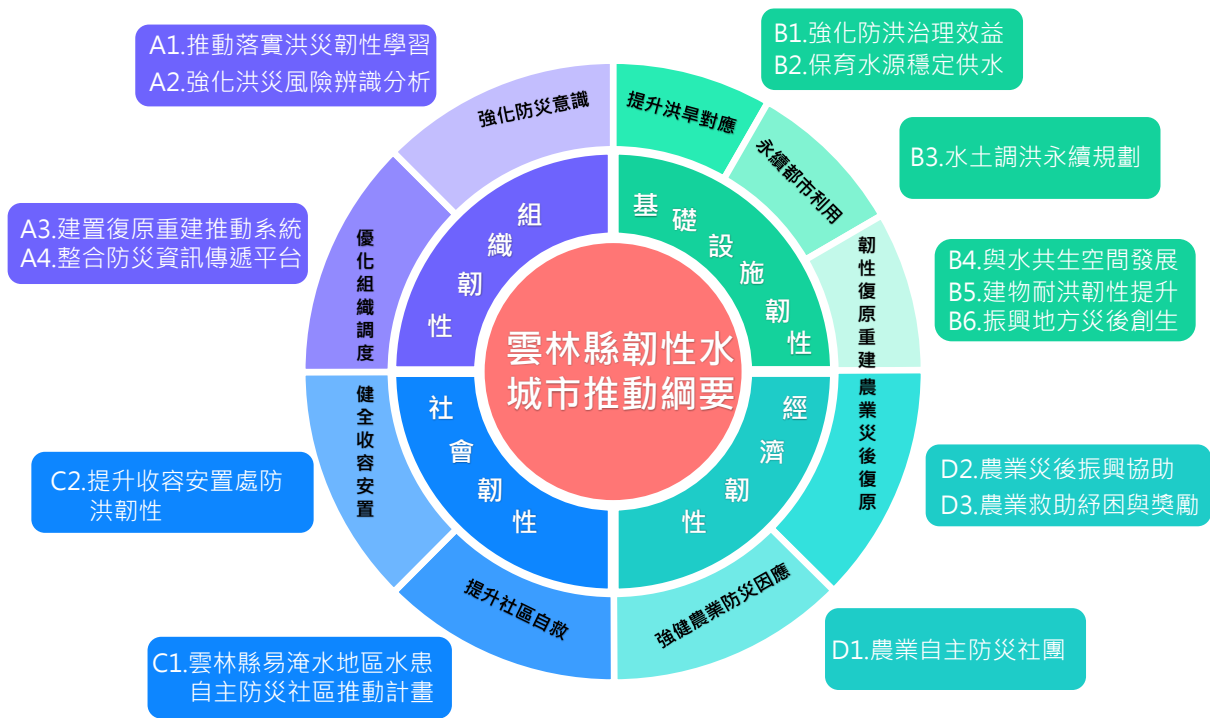 A1.推動落實洪災韌性學習
A2.強化洪災風險辨識分析
B1.強化防洪治理效益
B2.保育水源穩定供水
強化防災意識
提升洪旱對應
永續都市利用
B3.水土調洪永續規劃
A3.建置復原重建推動系統
A4.整合防災資訊傳遞平台
優化組織調度
組織韌性
基礎設施韌性
韌性復原重建
B4.與水共生空間發展
B5.建物耐洪韌性提升
B6.振興地方災後創生
雲林縣韌性水
城市推動綱要
健全收容安置
社會韌性
經濟韌性
農業災後復原
C2.提升收容安置處防
洪韌性
D2.農業災後振興協助
D3.農業救助紓困與獎勵
提升社區自救
強健農業防災因應
C1.雲林縣易淹水地區水患
自主防災社區推動計畫
D1.農業自主防災社團